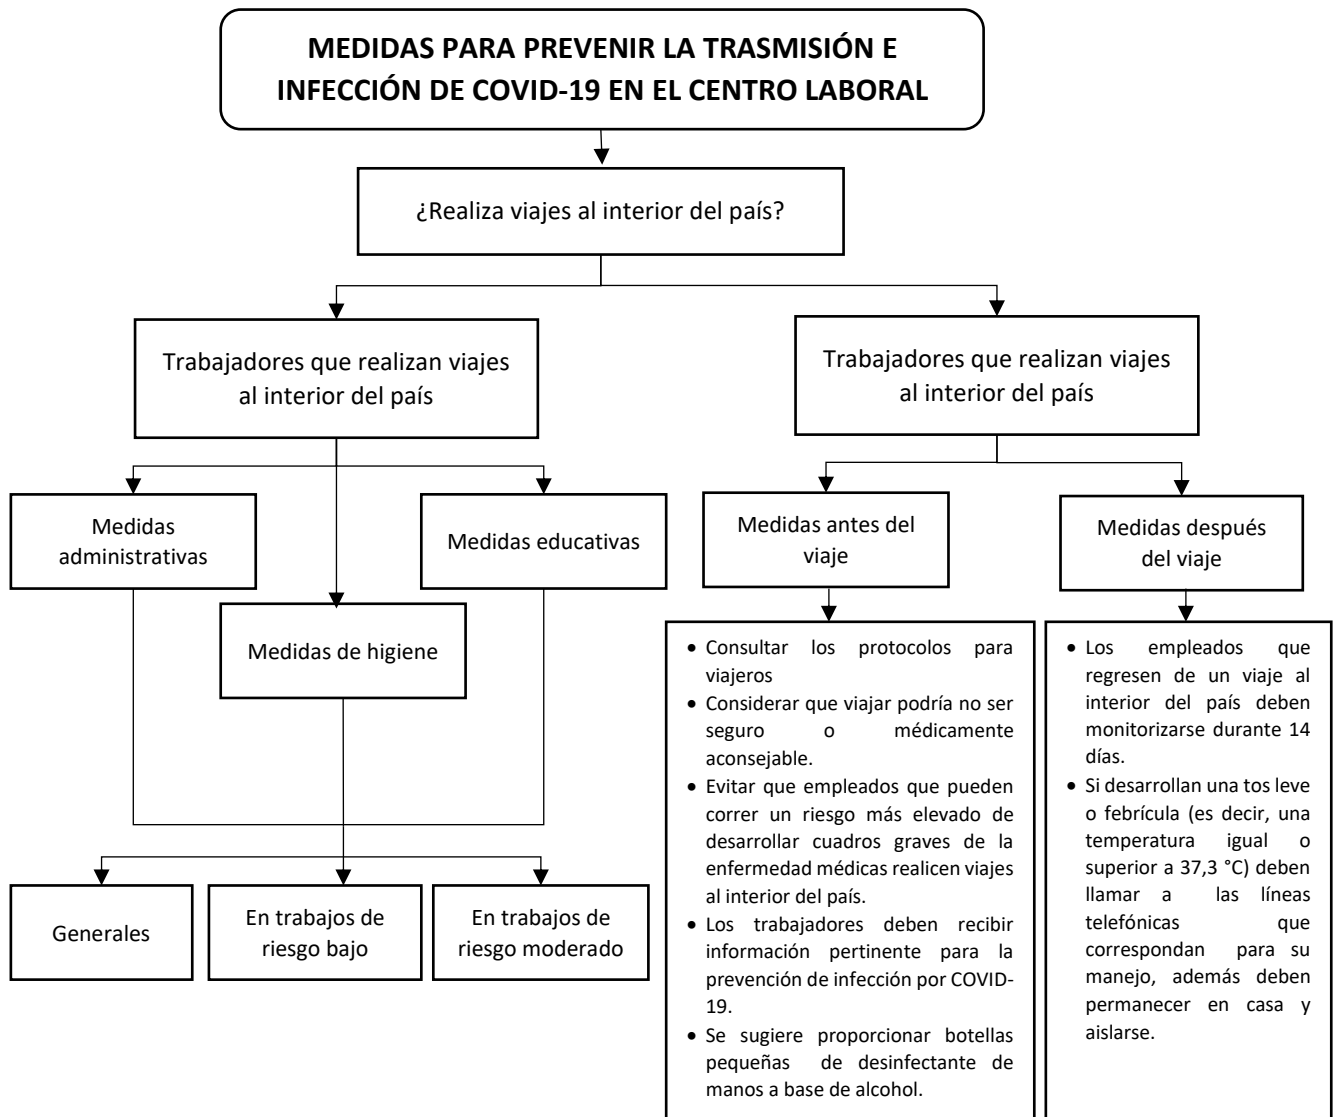 MEDIDAS PARA PREVENIR LA TRASMISIÓN E
INFECCIÓN DE COVID-19 EN EL CENTRO LABORAL
¿Realiza viajes al interior del país?
Trabajadores que realizan viajes
al interior del país
Trabajadores que realizan viajes
al interior del país
Medidas
administrativas
Medidas educativas
Medidas de higiene
Generales
En trabajos de
riesgo bajo
En trabajos de
riesgo moderado
Medidas antes del
viaje
Medidas después
del viaje
• Consultar los protocolos para
viajeros
• Considerar que viajar podría no ser
seguro o médicamente
aconsejable.
• Evitar que empleados que pueden
correr un riesgo más elevado de
desarrollar cuadros graves de la
enfermedad médicas realicen viajes
al interior del país.
• Los trabajadores deben recibir
información pertinente para la
prevención de infección por COVID-
19.
• Se sugiere proporcionar botellas
pequeñas de desinfectante de
manos a base de alcohol.
• Los empleados que
regresen de un viaje al
interior del país deben
monitorizarse durante 14
días.
• Si desarrollan una tos leve
o febrícula (es decir, una
temperatura igual o
superior a 37,3 °C) deben
llamar a las líneas
telefónicas que
correspondan para su
manejo, además deben
permanecer en casa y
aislarse.